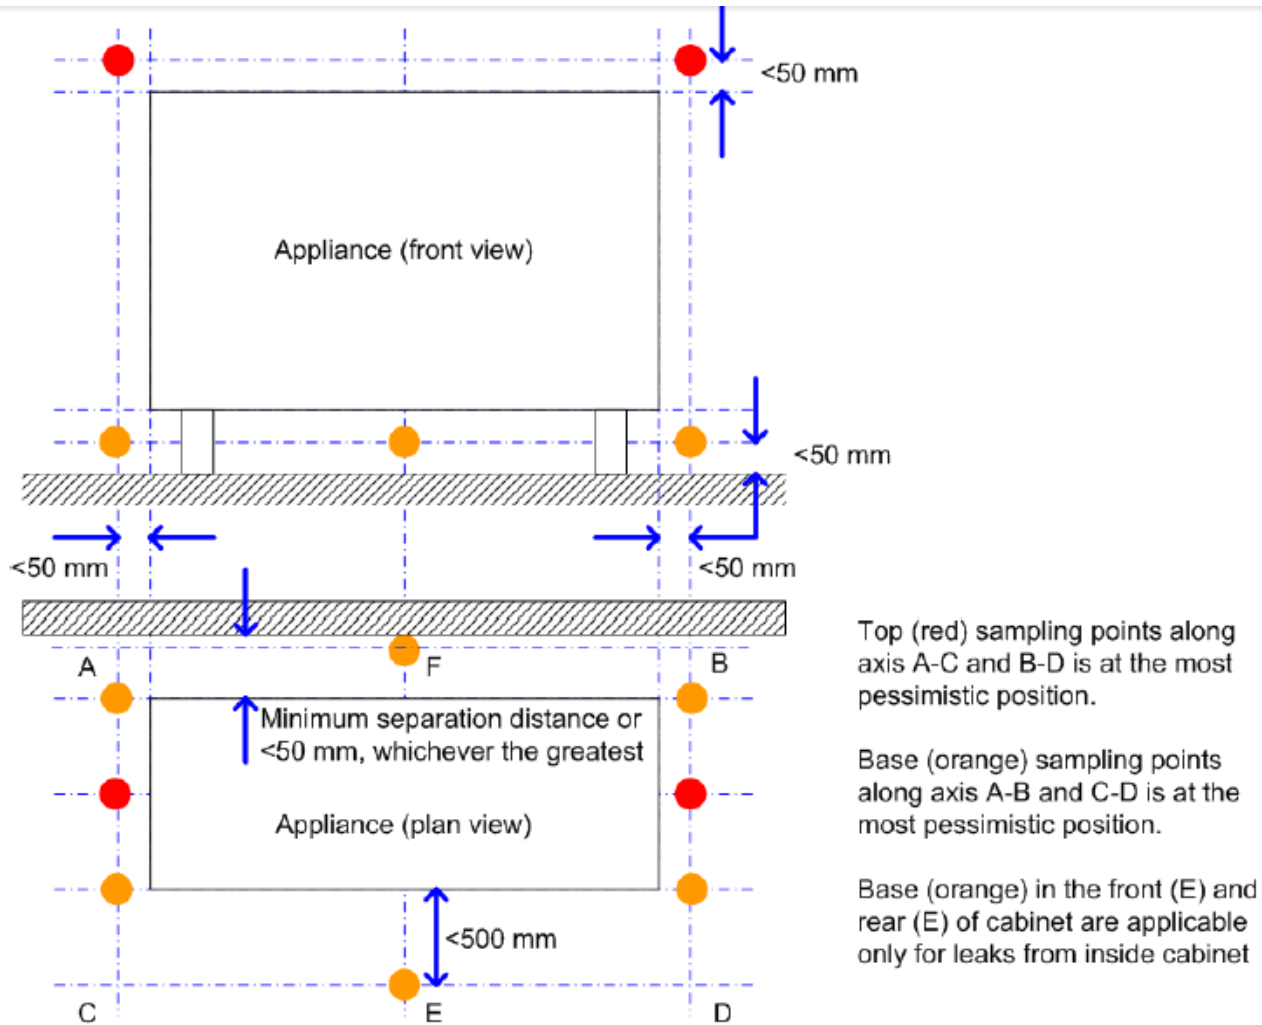 <50 mm
Appliance (front view)
<50 mm
<50 mm
<50 mm
A
F
B
Minimum separation distance or
<50 mm, whichever the greatest
Appliance (plan view)
<500 mm
C
E
D
Top (red) sampling points along
axis A-C and B-D is at the most
pessimistic position.
Base (orange) sampling points
along axis A-B and C-D is at the
most pessimistic position.
Base (orange) in the front (E) and
rear (E) of cabinet are applicable
only for leaks from inside cabinet